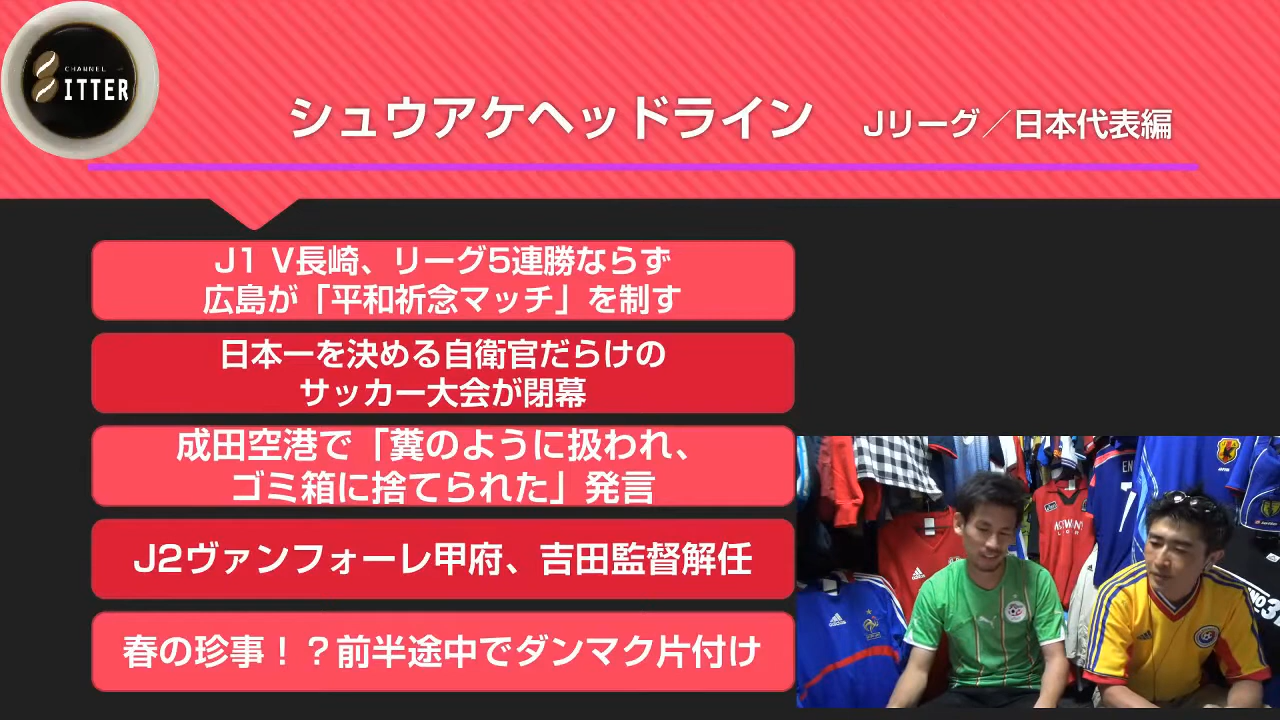 CHANNEL
BITTER
シュウアケヘッドライン Jリーグ／日本代表編
J1 V長崎、リーグ5連勝ならず
広島が「平和祈念マッチ」を制す
日本一を決める自衛官だらけの
サッカー大会が閉幕
成田空港で「糞のように扱われ、
ゴミ箱に捨てられた」発言
J2ヴァンフォーレ甲府、吉田監督解任
春の珍事！？前半途中でダンマク片付け
adidas
EN
7
JAPAN